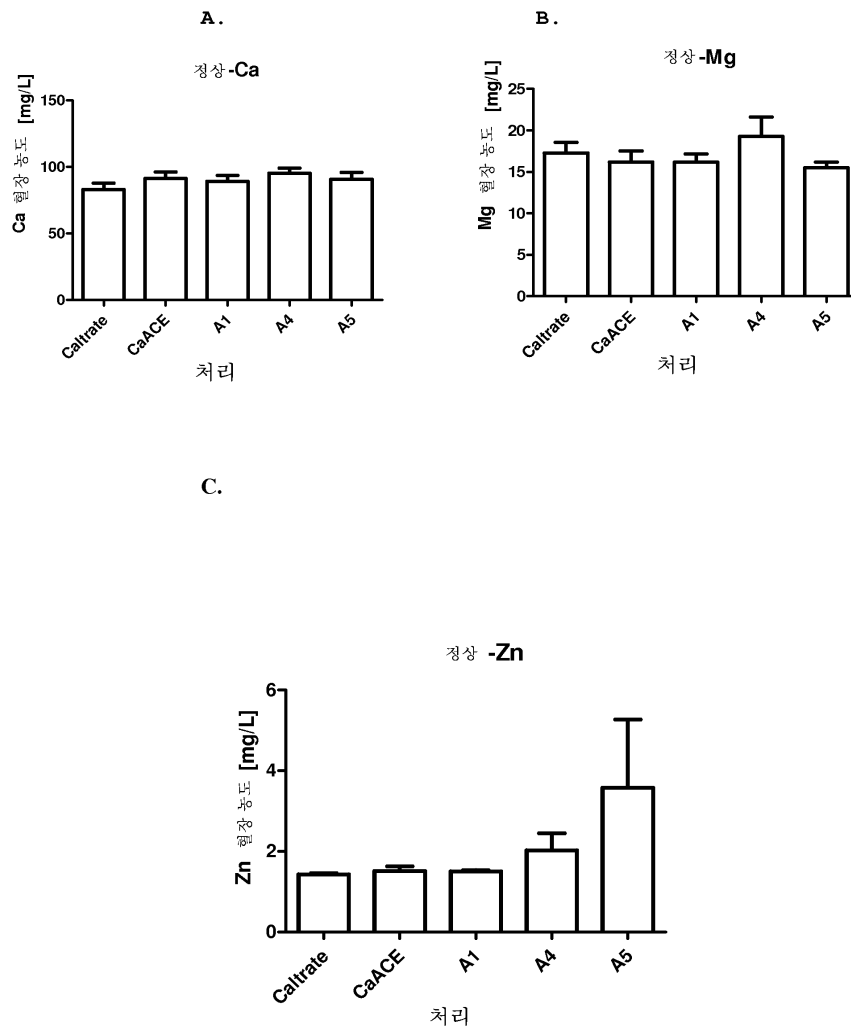 A.
정상-Ca
Ca 혈장 농도 [mg/L]
150
100
50
0
Caltrate
CaACE
A1
A4
A5
처리
B.
정상-Mg
Mg 혈장 농도 [mg/L]
25
20
15
10
5
0
Caltrate
CaACE
A1
A4
A5
처리
C.
정상 -Zn
Zn 혈장 농도 [mg/L]
6
4
2
0
Caltrate
CaACE
A1
A4
A5
처리